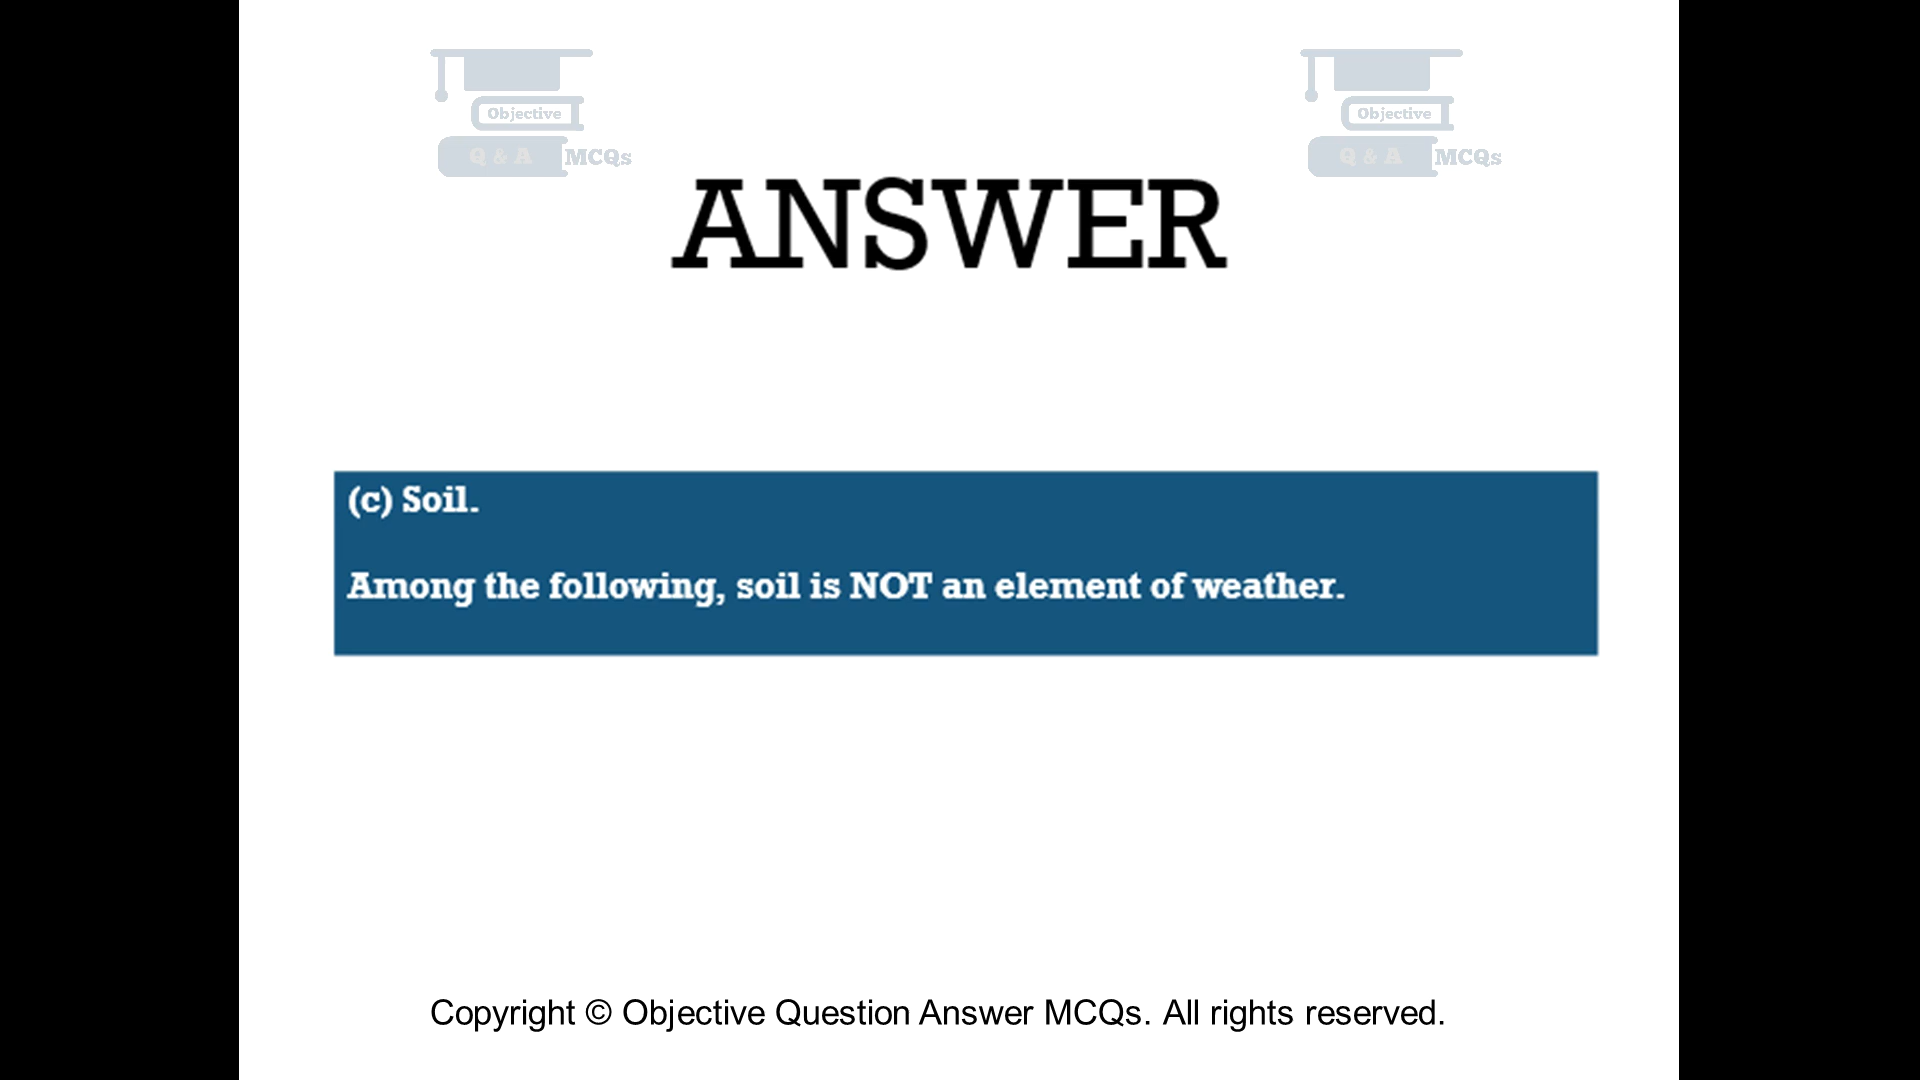 Objective
Q & A MCQs
Objective
Q & A MCQs
ANSWER
(c) Soil.
Among the following, soil is NOT an element of weather.
Copyright © Objective Question Answer MCQs. All rights reserved.